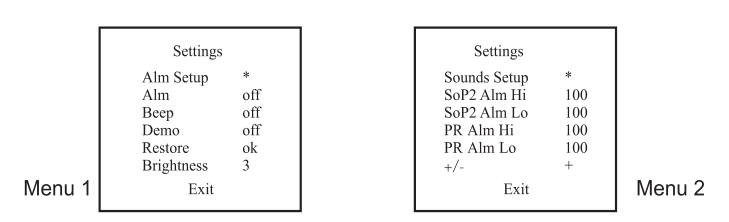 Settings
Alm Setup *
Alm off
Beep off
Demo off
Restore ok
Brightness 3
Exit
Menu 1
Settings
Sounds Setup *
SoP2 Alm Hi 100
SoP2 Alm Lo 100
PR Alm Hi 100
PR Alm Lo 100
+/- +
Exit
Menu 2